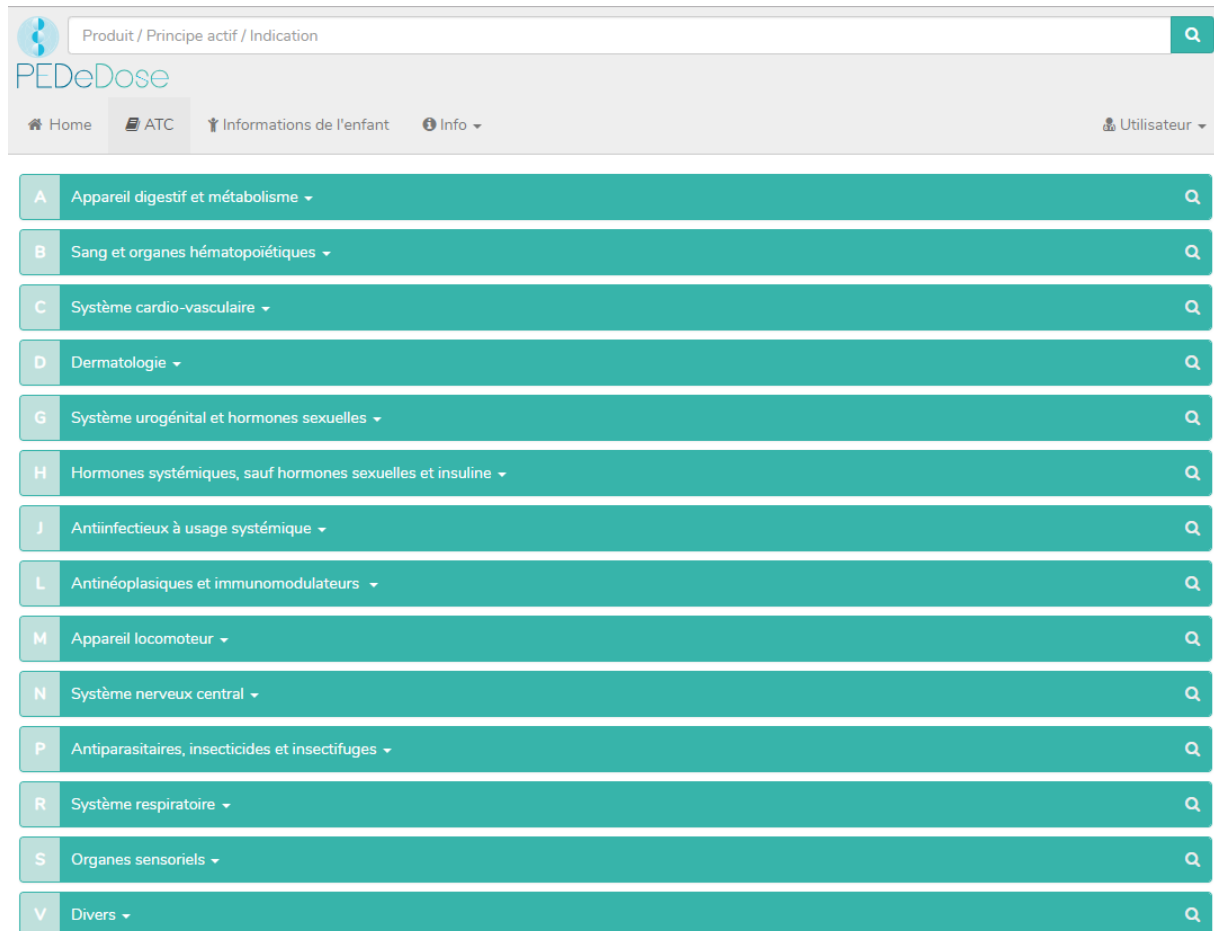 Produit / Principe actif / Indication
PEDeDose
Home ATC Informations de l'enfant Info Utilisateur
A Appareil digestif et métabolisme
B Sang et organes hématopoïétiques
C Système cardio-vasculaire
D Dermatologie
G Système urogénital et hormones sexuelles
H Hormones systémiques, sauf hormones sexuelles et insuline
J Antiinfectieux à usage systémique
L Antinéoplasiques et immunomodulateurs
M Appareil locomoteur
N Système nerveux central
P Antiparasitaires, insecticides et insectifuges
R Système respiratoire
S Organes sensoriels
V Divers